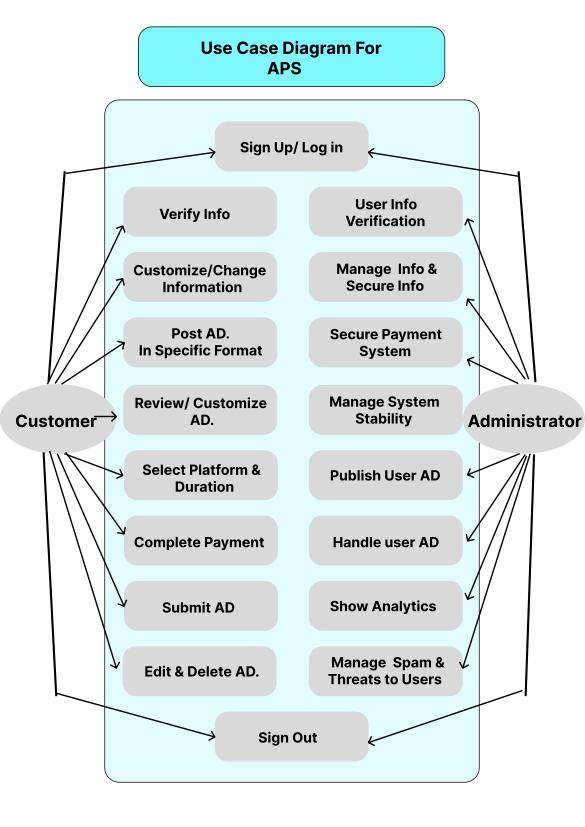 Use Case Diagram For
APS
Sign Up/ Log in
Verify Info
User Info
Verification
Customize/Change
Information
Manage Info &
Secure Info
Post AD.
In Specific Format
Secure Payment
System
Customer
Review/ Customize
AD.
Manage System
Stability
Administrator
Select Platform &
Duration
Publish User AD
Complete Payment
Handle user AD
Submit AD
Show Analytics
Edit & Delete AD.
Manage Spam &
Threats to Users
Sign Out